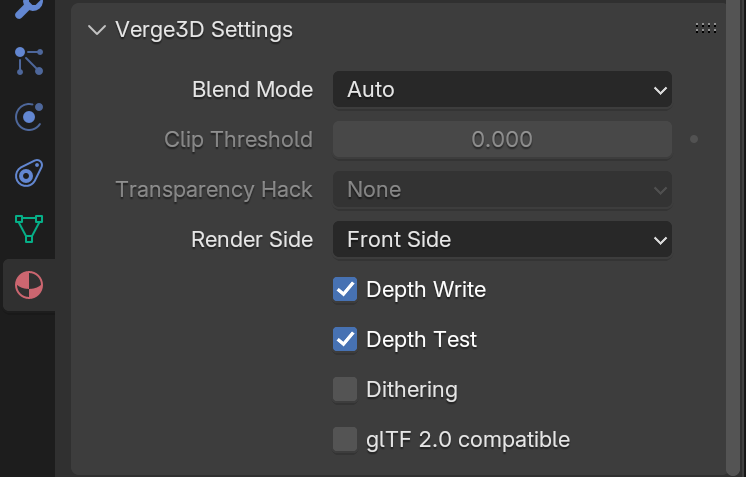 Verge3D Settings
Blend Mode Auto
Clip Threshold 0.000
Transparency Hack None
Render Side Front Side
Depth Write
Depth Test
Dithering
glTF 2.0 compatible